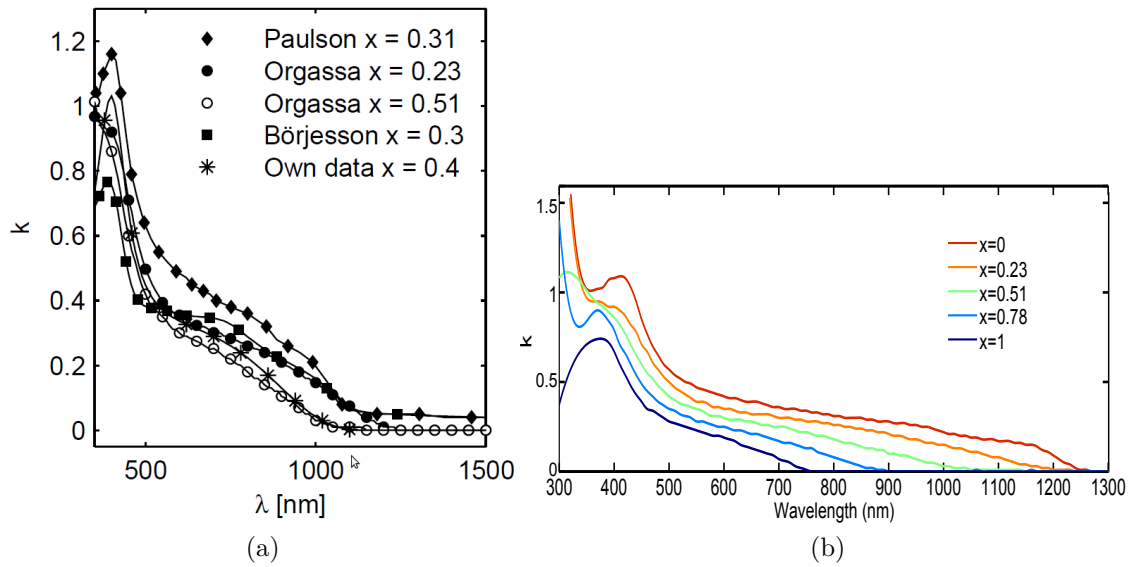 1.2
1
0.8
0.6
0.4
0.2
0
k
Paulson x = 0.31
Orgassa x = 0.23
Orgassa x = 0.51
Börjesson x = 0.3
Own data x = 0.4
500
1000
1500
λ [nm]
(a)
1.5
1
0.5
0
k
x=0
x=0.23
x=0.51
x=0.78
x=1
300 400 500 600 700 800 900 1000 1100 1200 1300
Wavelength (nm)
(b)